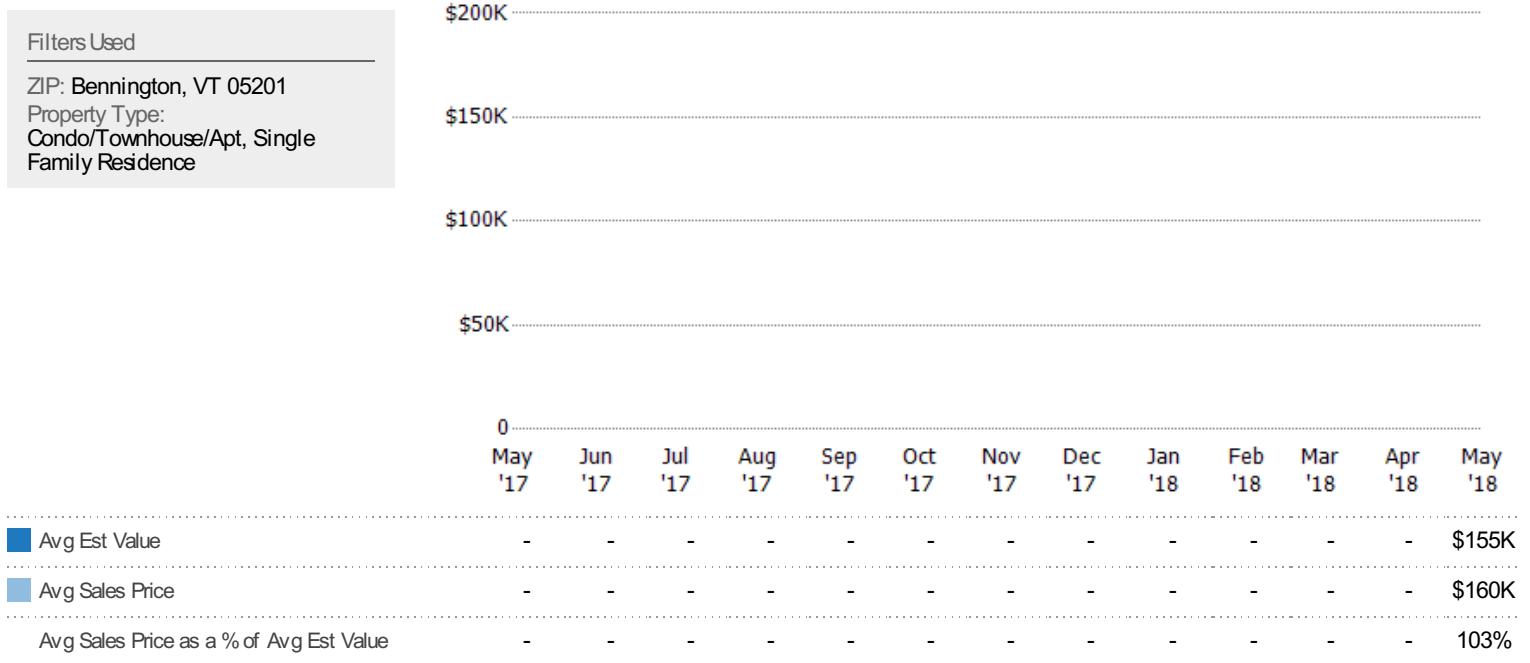 Filters Used
ZIP: Bennington, VT 05201
Property Type:
Condo/Townhouse/Apt, Single
Family Residence
$200K
$150K
$100K
$50K
0
May Jun Jul Aug Sep Oct Nov Dec Jan Feb Mar Apr May
'17 '17 '17 '17 '17 '17 '17 '17 '18 '18 '18 '18 '18
Avg Est Value - - - - - - - - - - - - $155K
Avg Sales Price - - - - - - - - - - - - $160K
Avg Sales Price as a % of Avg Est Value - - - - - - - - - - - - 103%